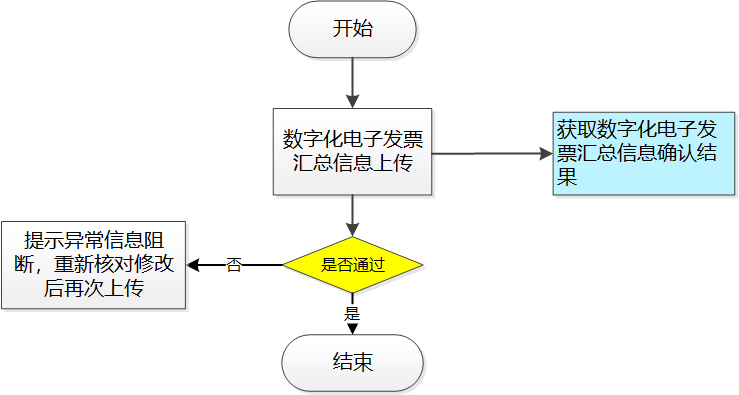 开始
数字化电子发票
汇总信息上传
获取数字化电子发
票汇总信息确认结
果
提示异常信息阻
断，重新核对修改
后再次上传
否
是否通过
是
结束